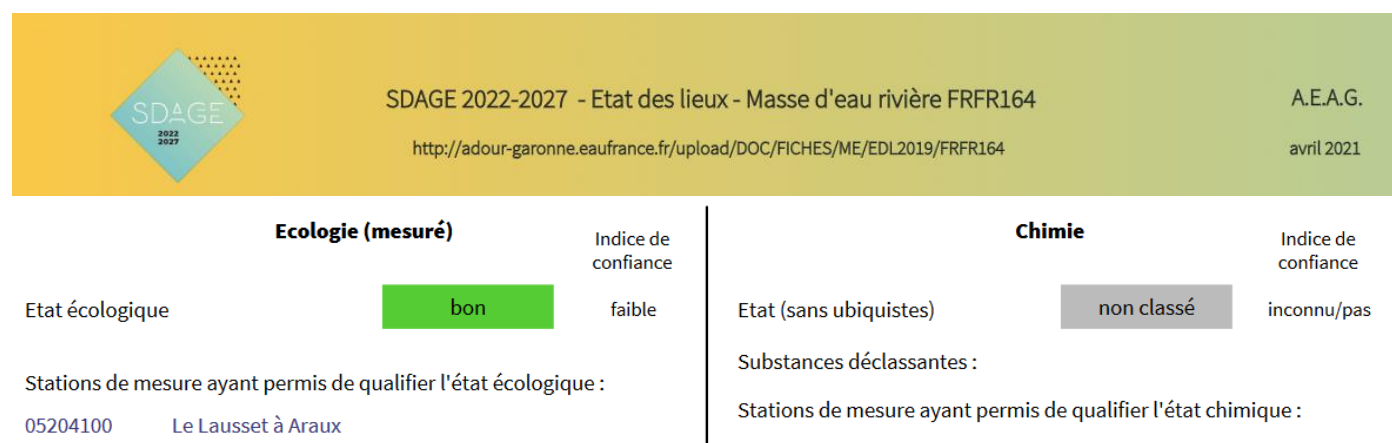 SDAGE
2022
2027
SDAGE 2022-2027 - Etat des lieux - Masse d'eau rivière FRFR164
http://adour-garonne.eaufrance.fr/upload/DOC/FICHES/ME/EDL2019/FRFR164
A.E.A.G.
avril 2021
Ecologie (mesuré)
Indice de
confiance
Etat écologique
bon
faible
Stations de mesure ayant permis de qualifier l'état écologique :
05204100 Le Lausset à Araux
Chimie
Indice de
confiance
Etat (sans ubiquistes)
non classé
inconnu/pas
Substances déclassantes :
Stations de mesure ayant permis de qualifier l'état chimique :